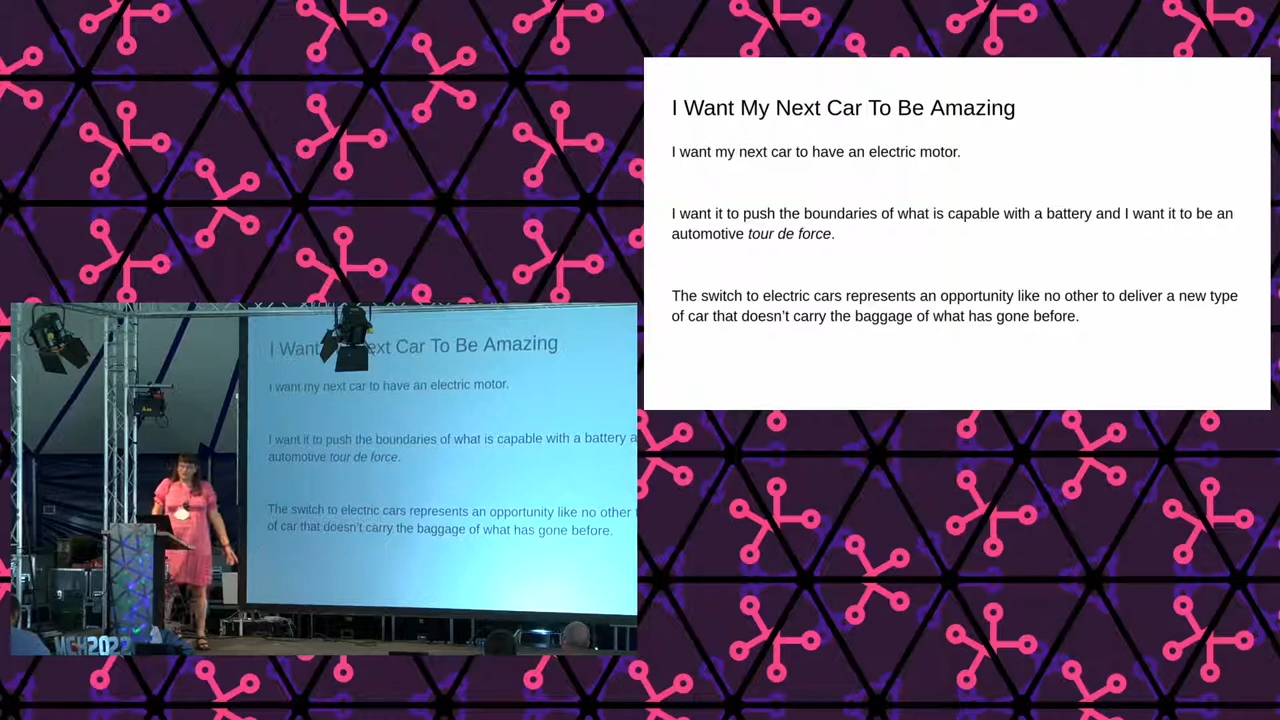 I Want My Next Car To Be Amazing
I want my next car to have an electric motor.
I want it to push the boundaries of what is capable with a battery and I want it to be an
automotive tour de force.
The switch to electric cars represents an opportunity like no other to deliver a new type
of car that doesn't carry the baggage of what has gone before.
I Want ext Car To Be Amazing
I want my next car to have an electric motor.
I want it to push the boundaries of what is capable with a battery a
automotive tour de force.
The switch to electric cars represents an opportunity like no other
of car that doesn't carry the baggage of what has gone before.
MCH2022